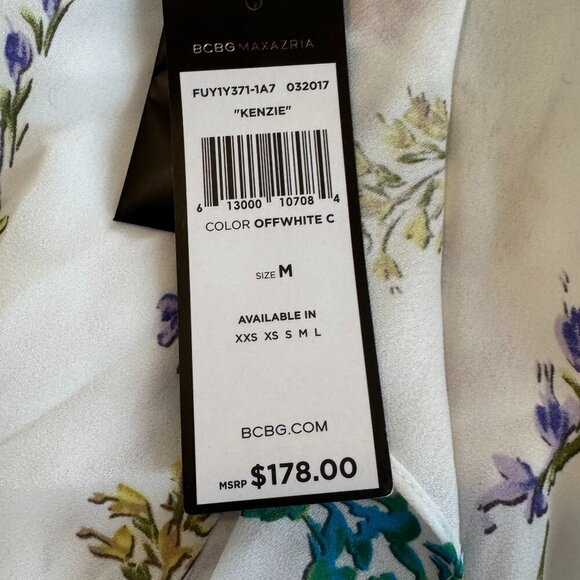 BCBGMAXAZRIA
FUY1Y371-1A7 032017
"KENZIE"
6 13000 10708 4
COLOR OFFWHITE C
SIZE M
AVAILABLE IN
XXS XS S M L
BCBG.COM
MSRP $178.00